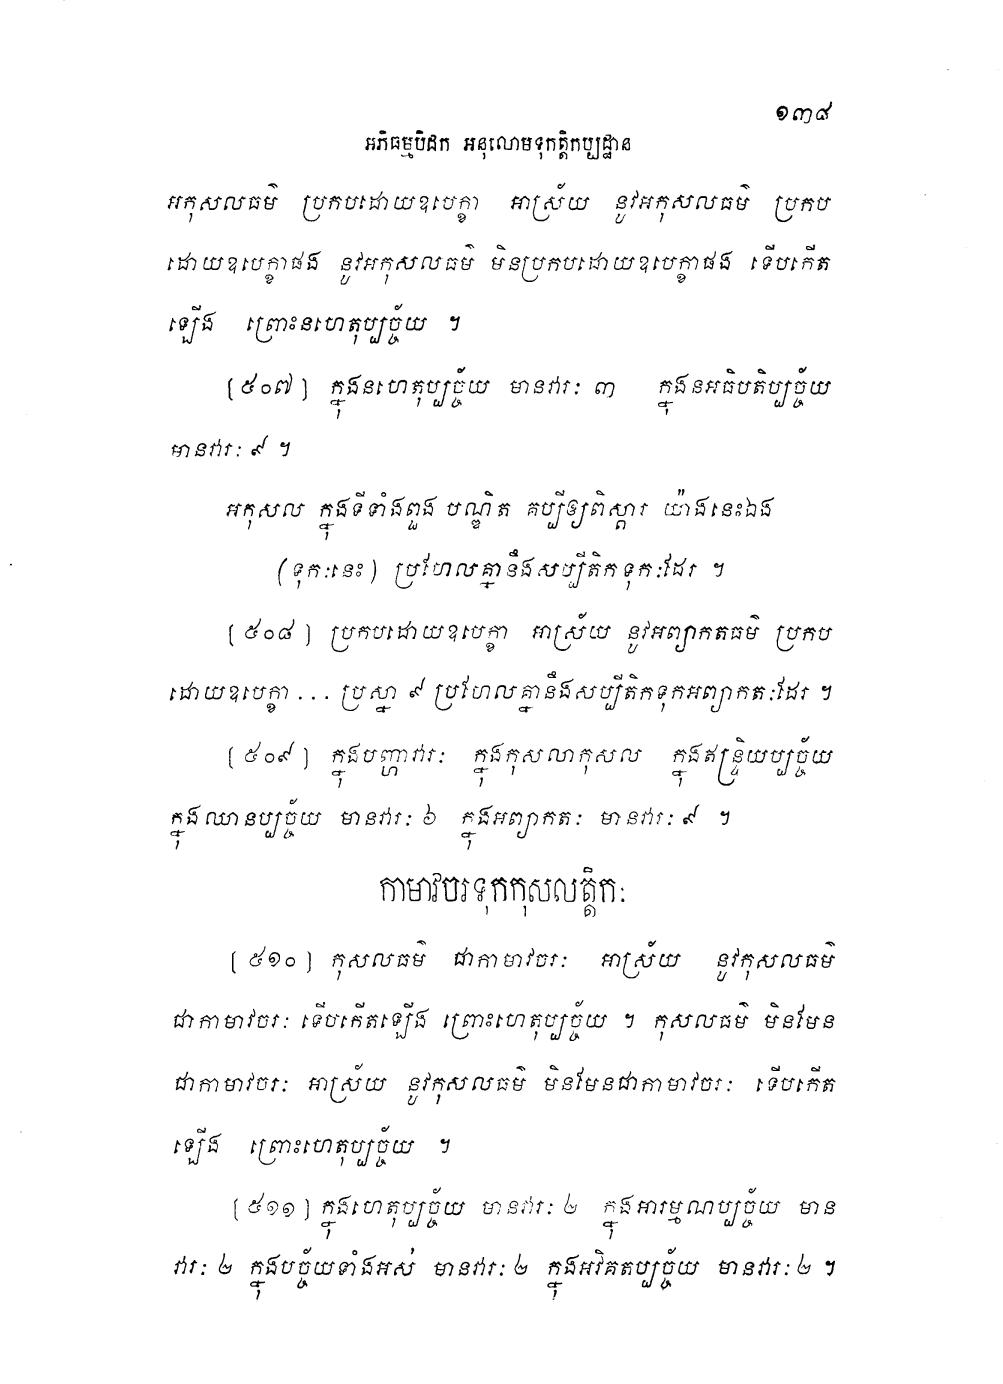 ១៣៨
អភិធម្មបិដក អនុលោមទុកត្តិកប្បដ្ឋាន
អកុសលធម៌ ប្រកបដោយឧបេក្ខា អាស្រ័យ នូវអកុសលធម៌ ប្រកប
ដោយឧបេក្ខាផង នូវអកុសលធម៌ មិនប្រកបដោយឧបេក្ខាផង ទើបកើត
ឡើង ព្រោះនហេតុប្បច្ច័យ ។
[៥០៧] ក្នុងនហេតុប្បច្ច័យ មានវារៈ ៣ ក្នុងនអធិបតិប្បច្ច័យ
មានវារៈ ៩ ។
អកុសល ក្នុងទីទាំងពួង បណ្ឌិត គប្បីឲ្យពិស្តារ យ៉ាងនេះឯង
(ទុកៈនេះ) ប្រហែលគ្នានឹងសប្បីតិកទុកៈដែរ ។
[៥០៨] ប្រកបដោយឧបេក្ខា អាស្រ័យ នូវអព្យាកតធម៌ ប្រកប
ដោយឧបេក្ខា ... ប្រស្នា ៩ ប្រហែលគ្នានឹងសប្បីតិកទុកអព្យាកតៈដែរ ។
[៥០៩] ក្នុងបញ្ហាវារៈ ក្នុងកុសលាកុសល ក្នុងឥន្ទ្រិយប្បច្ច័យ
ក្នុងឈានប្បច្ច័យ មានវារៈ ៦ ក្នុងអព្យាកតៈ មានវារៈ ៩ ។
កាមាវចរទុកកុសលត្តិកៈ
[៥១០] កុសលធម៌ ជាកាមាវចរៈ អាស្រ័យ នូវកុសលធម៌
ជាកាមាវចរៈ ទើបកើតឡើង ព្រោះហេតុប្បច្ច័យ ។ កុសលធម៌ មិនមែន
ជាកាមាវចរៈ អាស្រ័យ នូវកុសលធម៌ មិនមែនជាកាមាវចរៈ ទើបកើត
ឡើង ព្រោះហេតុប្បច្ច័យ ។
[៥១១] ក្នុងហេតុប្បច្ច័យ មានវារៈ ២ ក្នុងអារម្មណប្បច្ច័យ មាន
វារៈ ២ ក្នុងបច្ច័យទាំងអស់ មានវារៈ ២ ក្នុងអវិគតប្បច្ច័យ មានវារៈ ២ ។